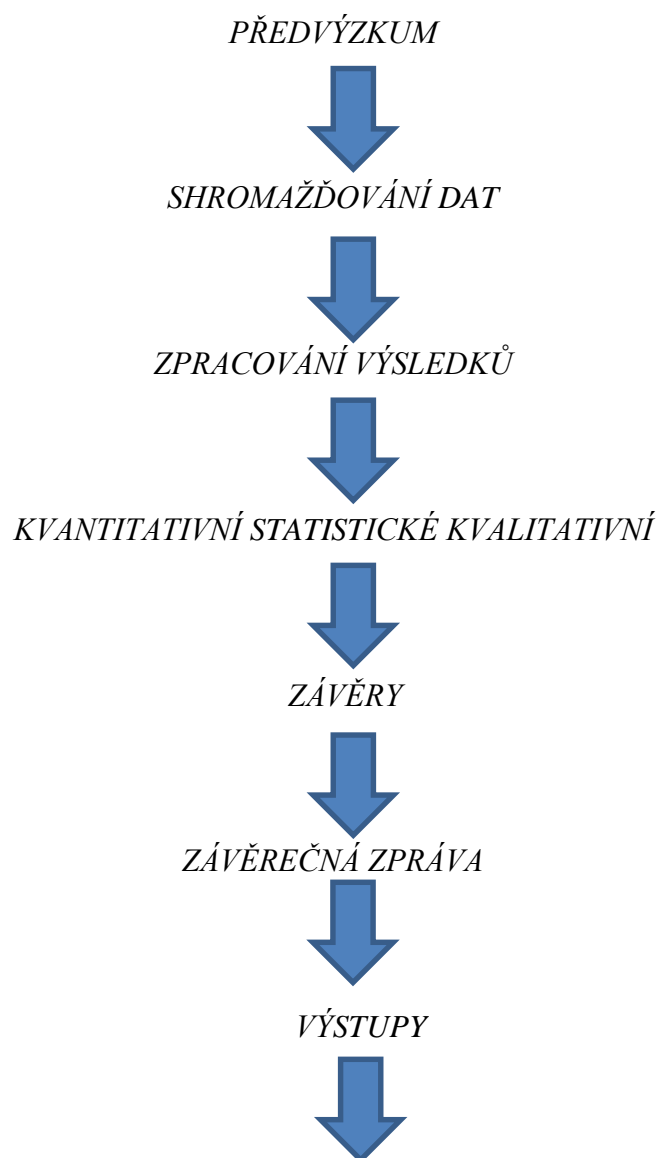 PŘEDVÝZKUM
SHROMAŽĎOVÁNÍ DAT
ZPRACOVÁNÍ VÝSLEDKŮ
KVANTITATIVNÍ STATISTICKÉ KVALITATIVNÍ
ZÁVĚRY
ZÁVĚREČNÁ ZPRÁVA
VÝSTUPY